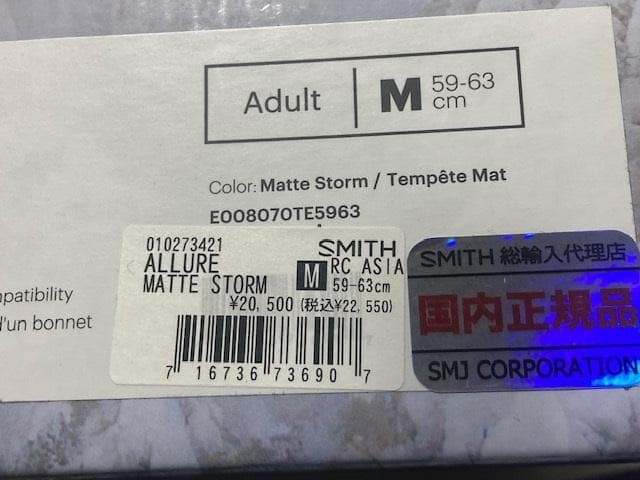 Adult M 59-63
cm
Color: Matte Storm / Tempête Mat
E008070TE5963
010273421 SMITH
ALLURE M RC ASIA
MATTE STORM 59-63cm
¥20,500 (税込¥22,550)
7 16736 73690 7
SMITH 総輸入代理店
国内正規品
SMJ CORPORATION
d'un bonnet